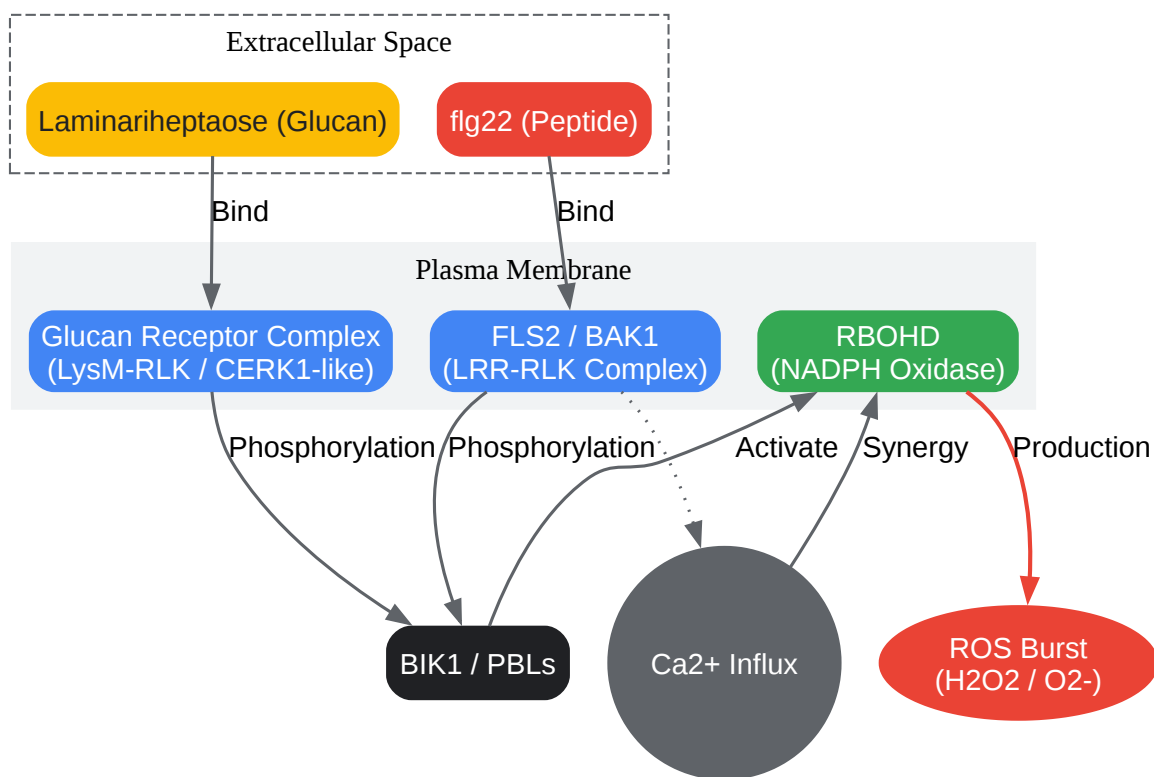 Extracellular Space
Laminariheptaose (Glucan)
flg22 (Peptide)
Bind
Bind
Plasma Membrane
Glucan Receptor Complex
(LysM-RLK / CERK1-like)
FLS2 / BAK1
(LRR-RLK Complex)
RBOHD
(NADPH Oxidase)
Phosphorylation
Phosphorylation
Activate
Synergy
Production
BIK1 / PBLs
Ca2+ Influx
ROS Burst
(H2O2 / O2-)